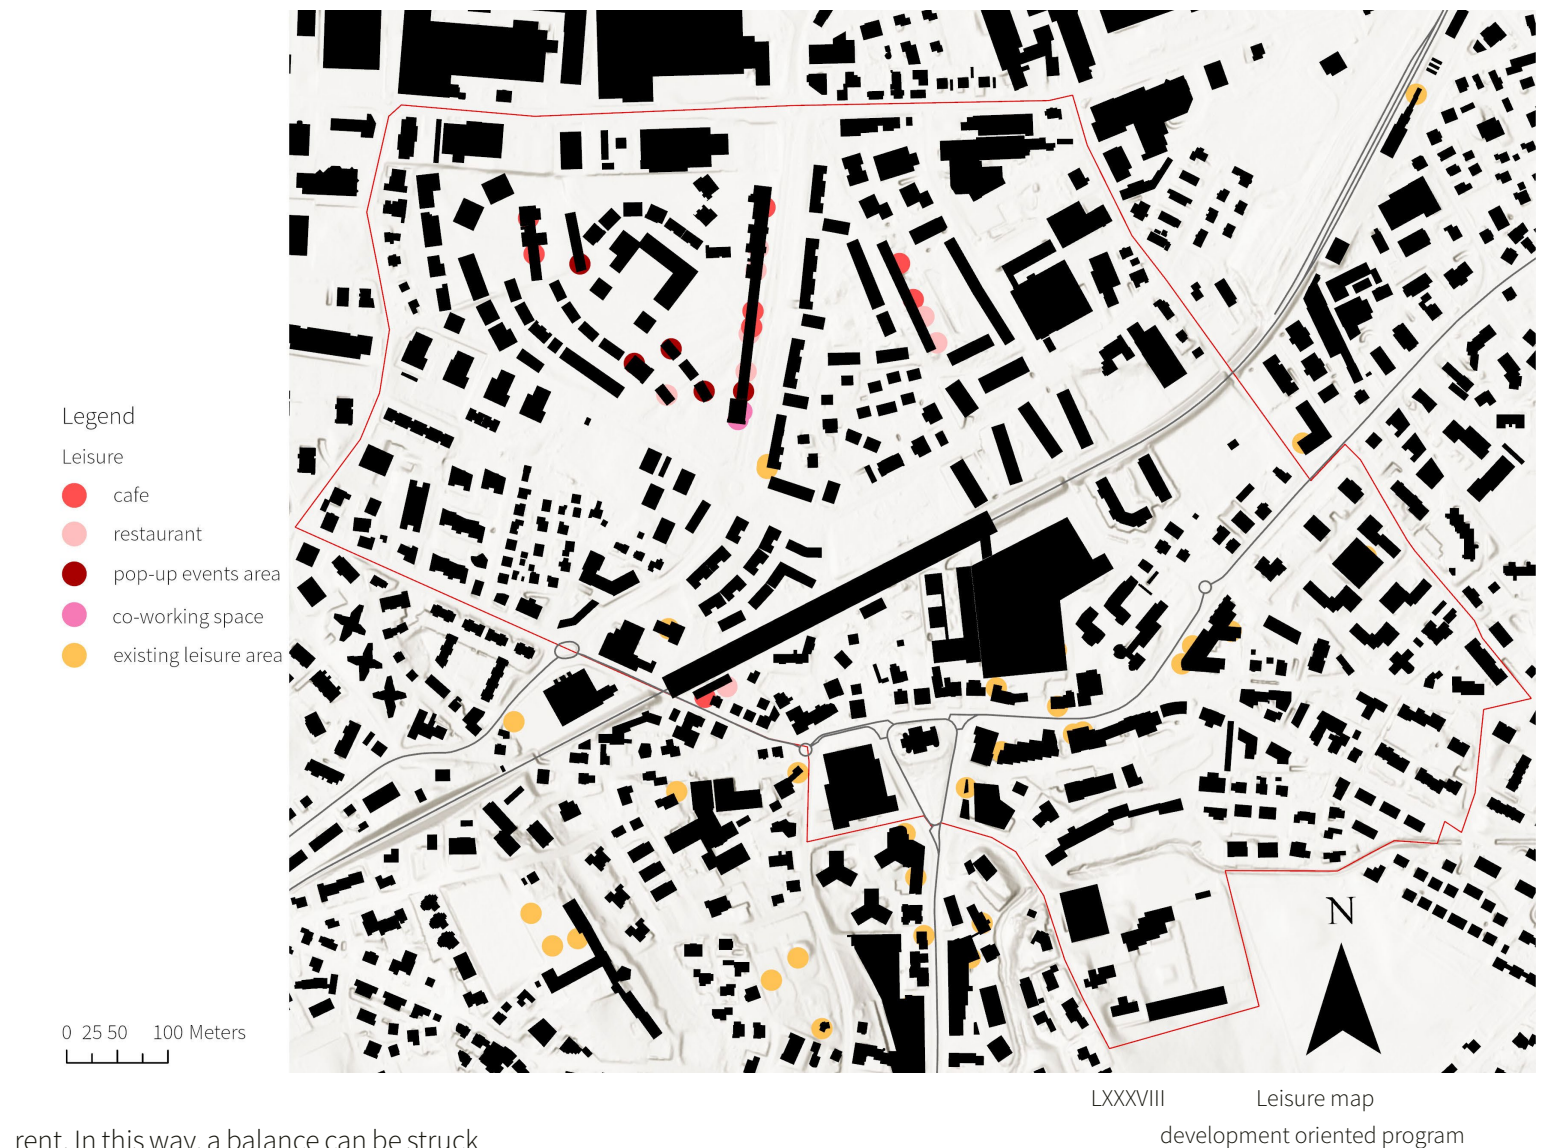 Legend
Leisure
cafe
restaurant
pop-up events area
co-working space
existing leisure area
N
0 25 50 100 Meters
LXXXVIII Leisure map
development oriented program
rent. In this way, a balance can be struck